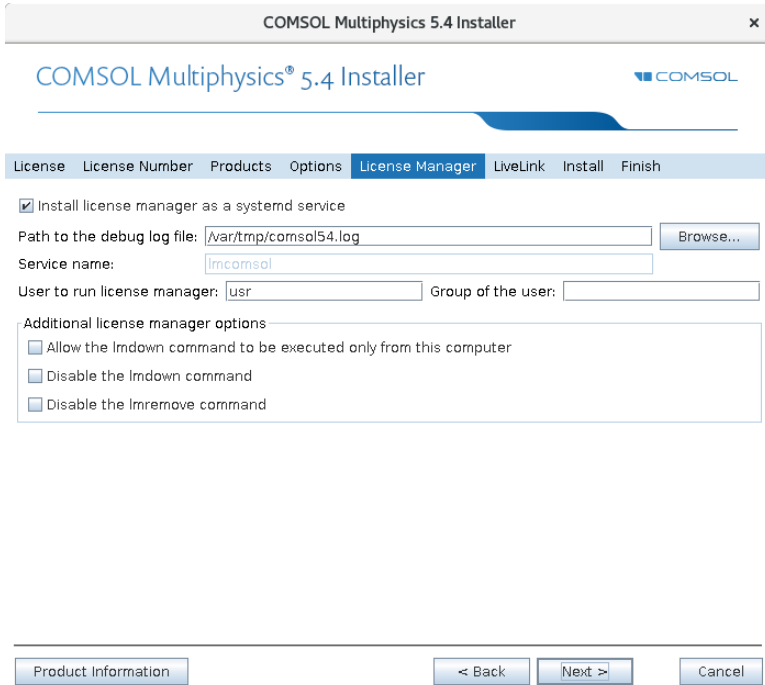 COMSOL Multiphysics 5.4 Installer ×
COMSOL Multiphysics® 5.4 Installer COMSOL
License License Number Products Options License Manager LiveLink Install Finish
Install license manager as a systemd service
Path to the debug log file: /var/tmp/comsol54.log Browse...
Service name: lmcomsol
User to run license manager: usr Group of the user:
Additional license manager options
Allow the lmdown command to be executed only from this computer
Disable the lmdown command
Disable the lmremove command
Product Information < Back Next > Cancel